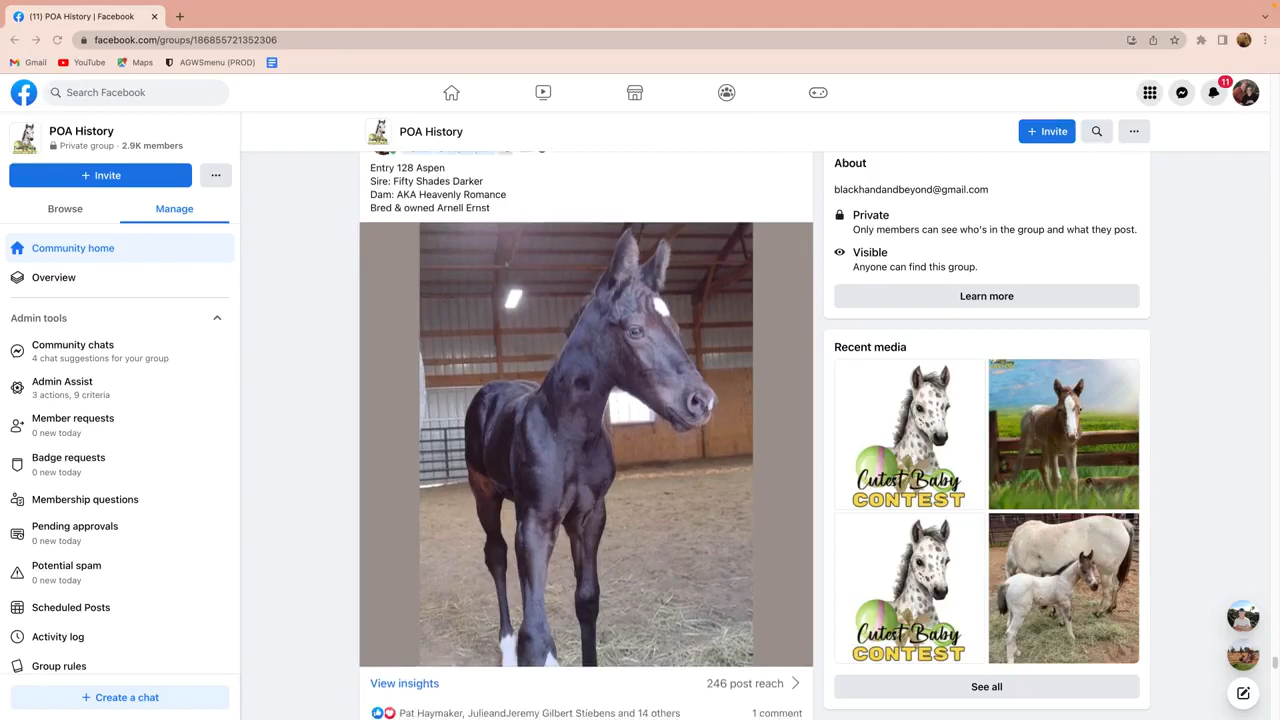 (11) POA History | Facebook
facebook.com/groups/186855721352306
Gmail YouTube Maps AGWSmenu (PROD)
Search Facebook
11
POA History
Private group · 2.9K members
+ Invite
Browse Manage
Community home
Overview
Admin tools
Community chats
4 chat suggestions for your group
Admin Assist
3 actions, 9 criteria
Member requests
0 new today
Badge requests
0 new today
Membership questions
Pending approvals
0 new today
Potential spam
0 new today
Scheduled Posts
Activity log
Group rules
+ Create a chat
POA History
+ Invite
Entry 128 Aspen
Sire: Fifty Shades Darker
Dam: AKA Heavenly Romance
Bred & owned Arnell Ernst
View insights 246 post reach
Pat Haymaker, JulieandJeremy Gilbert Stiebens and 14 others 1 comment
About
blackhandandbeyond@gmail.com
Private
Only members can see who's in the group and what they post.
Visible
Anyone can find this group.
Learn more
Recent media
Cutest Baby
CONTEST
Cutest Baby
CONTEST
See all